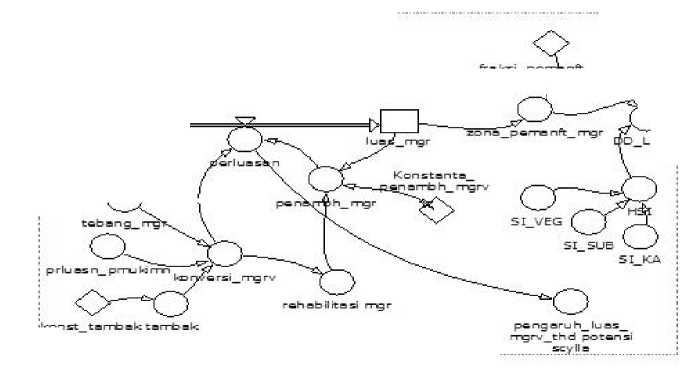 fraksi_pemanft
luas_mgr
zona_pemanft_mgr
DD_L
perluasan
Konstanta_
penambh_mgrv
penambh_mgr
HSI
SI_VEG
SI_SUB
SI_KA
tebang_mgr
prluasn_pmukimn
konversi_mgrv
rehabilitasi mgr
konst_tambak
tambak
pengaruh_luas_
mgrv_thd potensi
scylla